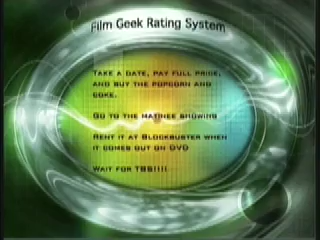 Film Geek Rating System
Take a date, pay full price,
and buy the popcorn and
coke.
Go to the matinee showing
Rent it at Blockbuster when
it comes out on DVD
Wait for TBS!!!!